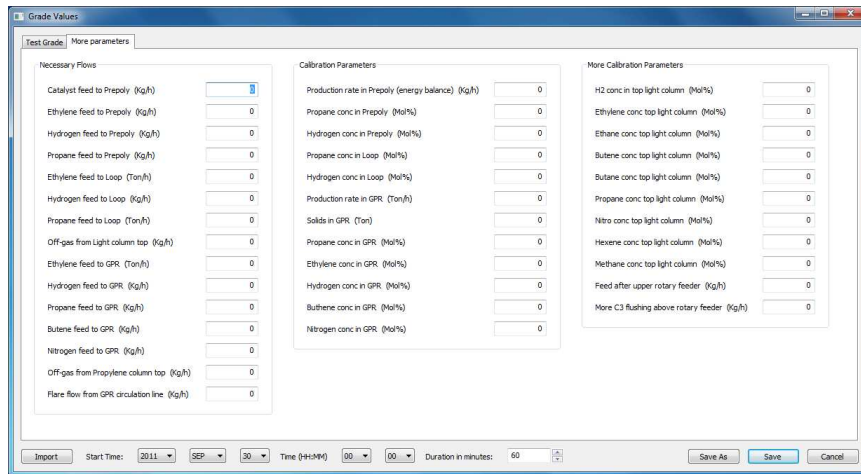 Grade Values
Test Grade More parameters
Necessary Flows
Catalyst feed to Prepoly (Kg/h) 0
Ethylene feed to Prepoly (Kg/h) 0
Hydrogen feed to Prepoly (Kg/h) 0
Propane feed to Prepoly (Kg/h) 0
Ethylene feed to Loop (Ton/h) 0
Hydrogen feed to Loop (Kg/h) 0
Propane feed to Loop (Ton/h) 0
Off-gas from Light column top (Kg/h) 0
Ethylene feed to GPR (Ton/h) 0
Hydrogen feed to GPR (Kg/h) 0
Propane feed to GPR (Kg/h) 0
Butene feed to GPR (Kg/h) 0
Nitrogen feed to GPR (Kg/h) 0
Off-gas from Propylene column top (Kg/h) 0
Flare flow from GPR circulation line (Kg/h) 0
Calibration Parameters
Production rate in Prepoly (energy balance) (Kg/h) 0
Propane conc in Prepoly (Mol%) 0
Hydrogen conc in Prepoly (Mol%) 0
Propane conc in Loop (Mol%) 0
Hydrogen conc in Loop (Mol%) 0
Production rate in GPR (Ton/h) 0
Solids in GPR (Ton) 0
Propane conc in GPR (Mol%) 0
Ethylene conc in GPR (Mol%) 0
Hydrogen conc in GPR (Mol%) 0
Buthene conc in GPR (Mol%) 0
Nitrogen conc in GPR (Mol%) 0
More Calibration Parameters
H2 conc in top light column (Mol%) 0
Ethylene conc top light column (Mol%) 0
Ethane conc top light column (Mol%) 0
Butene conc top light column (Mol%) 0
Butane conc top light column (Mol%) 0
Propane conc top light column (Mol%) 0
Nitro conc top light column (Mol%) 0
Hexene conc top light column (Mol%) 0
Methane conc top light column (Mol%) 0
Feed after upper rotary feeder (Kg/h) 0
More C3 flushing above rotary feeder (Kg/h) 0
Import Start Time: 2011 SEP 30 Time (HH:MM) 00 00 Duration in minutes: 60 Save As Save Cancel